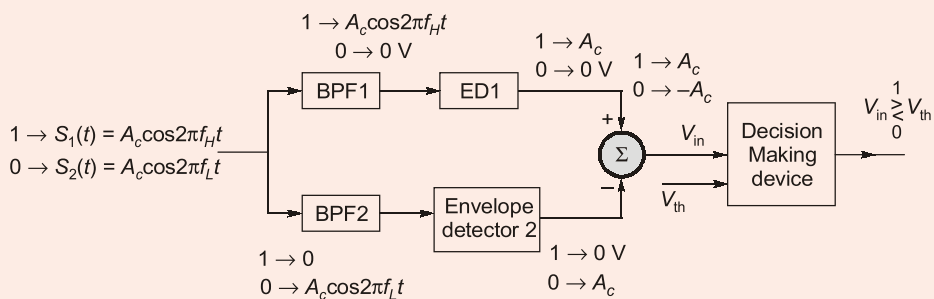 1 → A_c cos2πf_H t
0 → 0 V
1 → A_c
0 → 0 V
1 → A_c
0 → –A_c
BPF1
ED1
1 → S_1(t) = A_c cos2πf_H t
0 → S_2(t) = A_c cos2πf_L t
+
Σ
–
V_in
V_th
Decision
Making
device
1
V_in ≷ V_th
0
BPF2
Envelope
detector 2
1 → 0
0 → A_c cos2πf_L t
1 → 0 V
0 → A_c